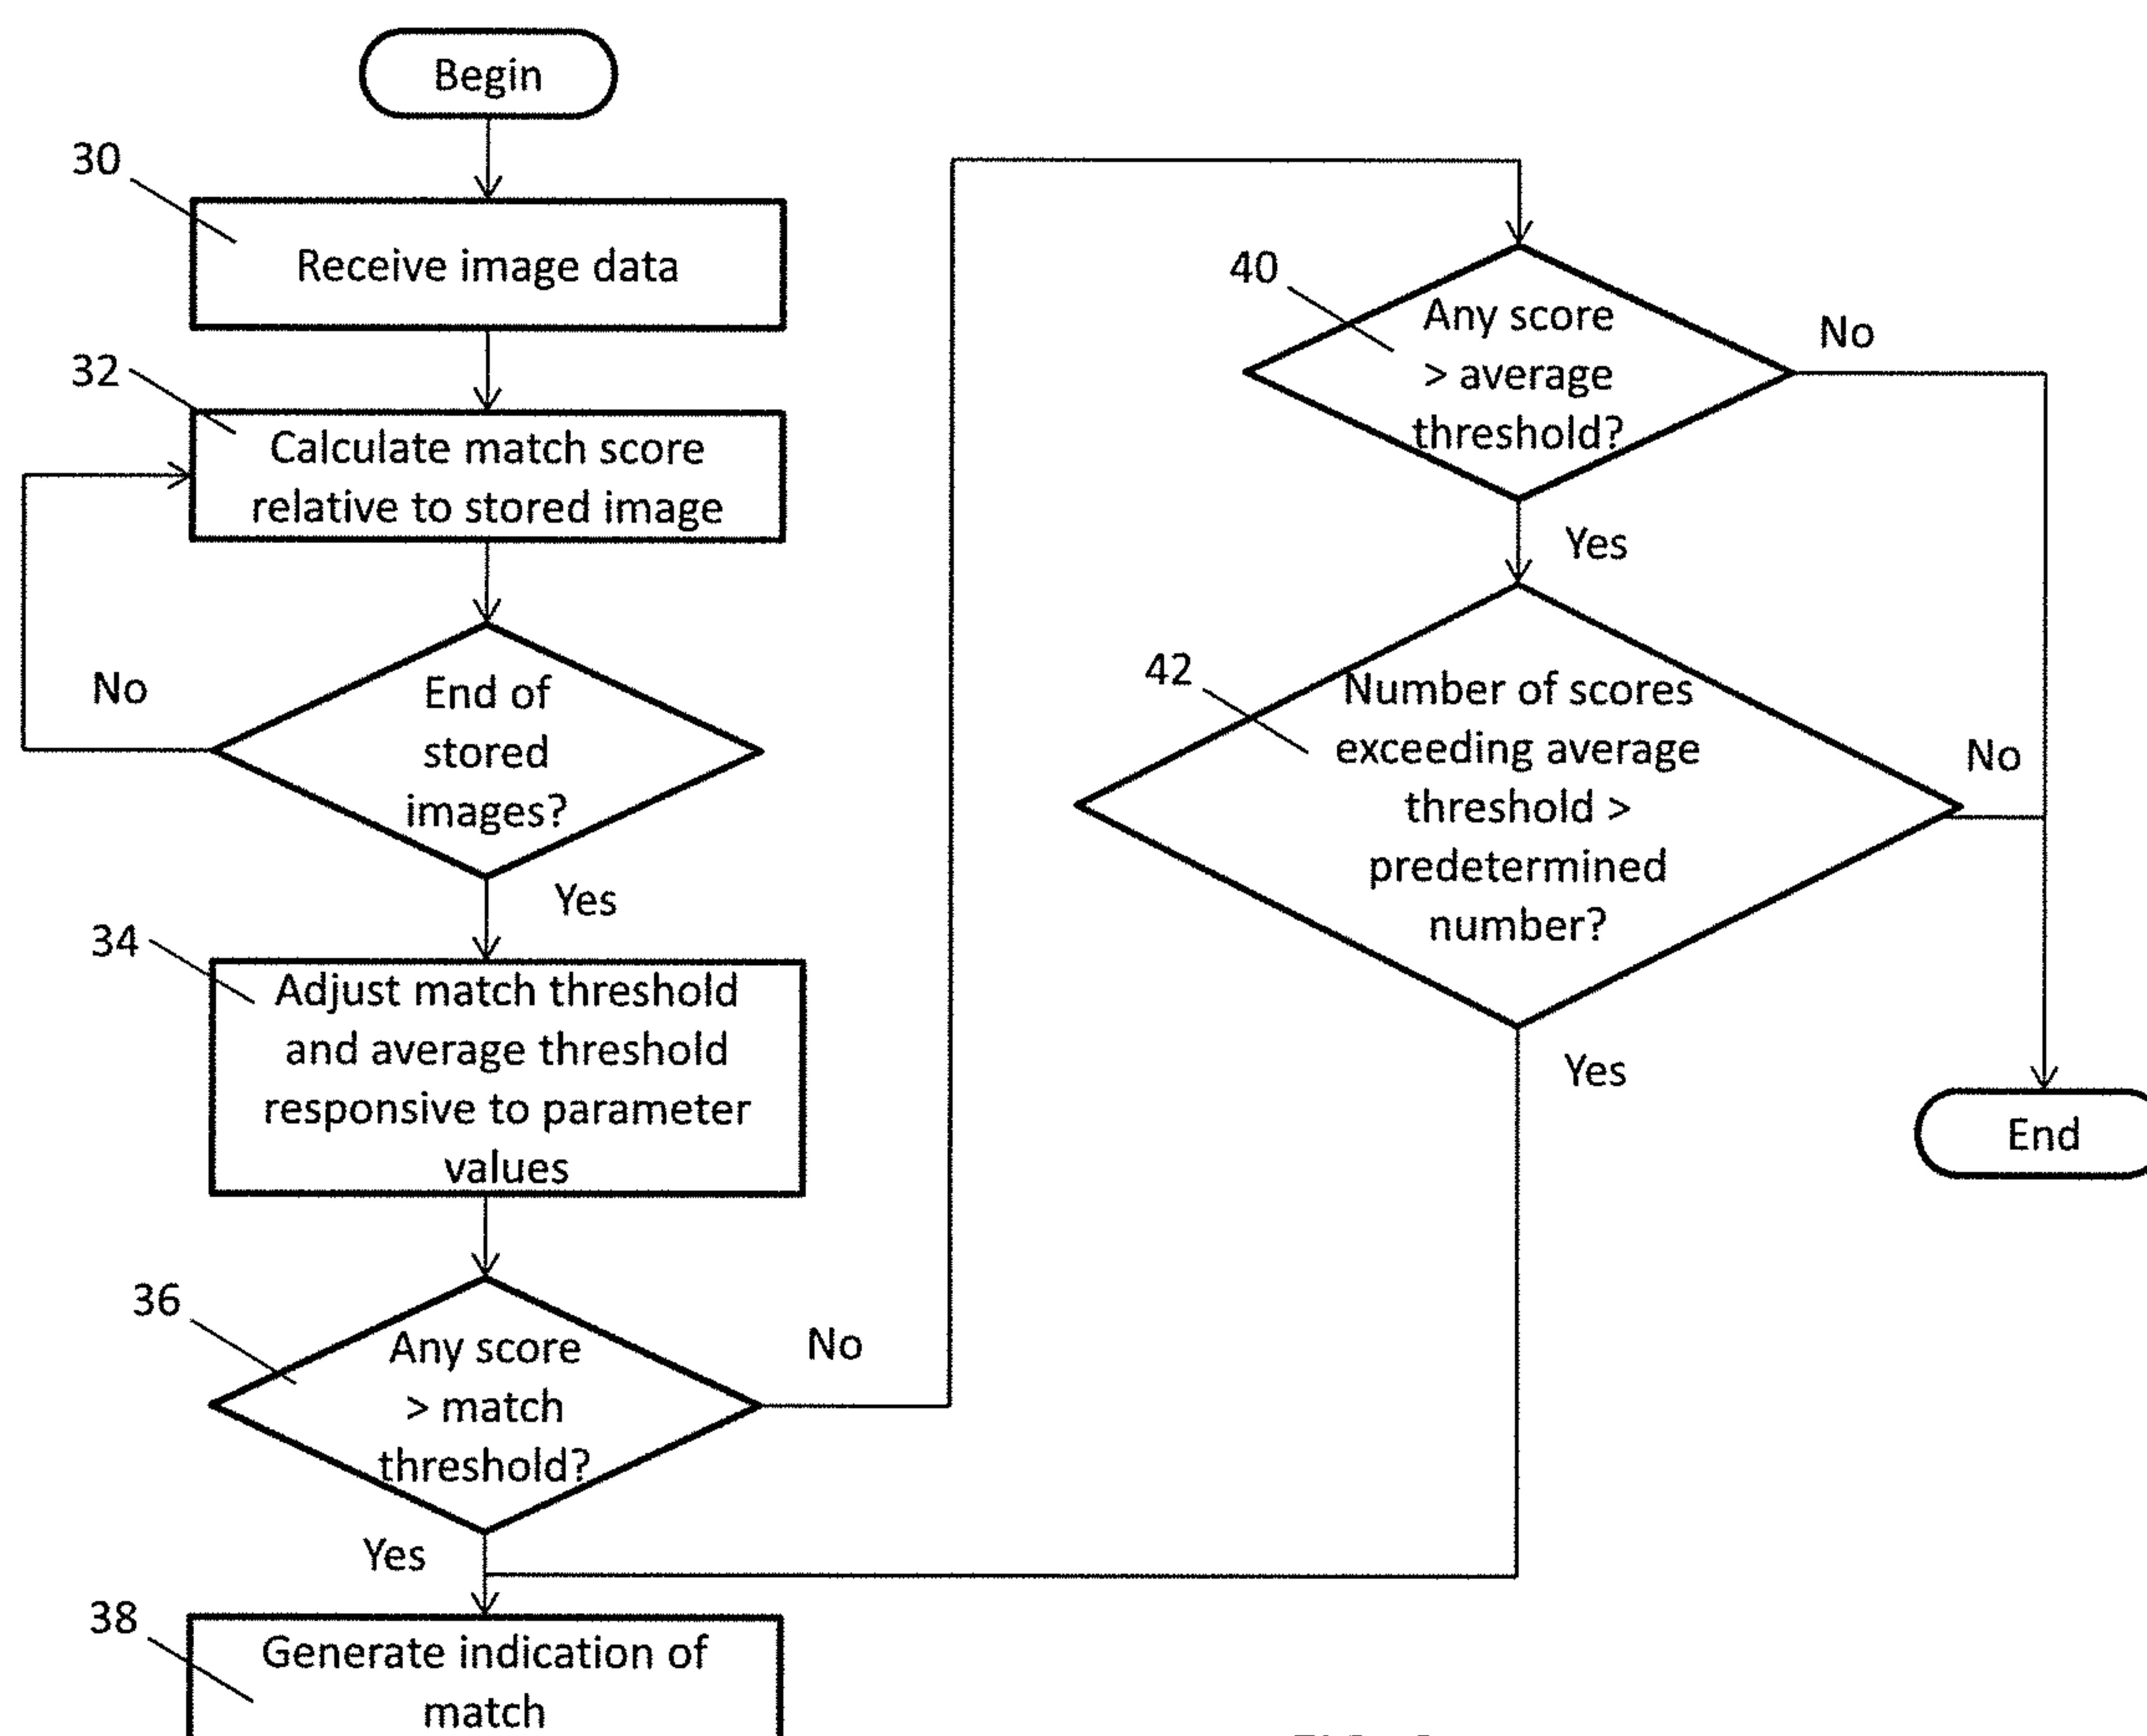 Begin
30
Receive image data
32
Calculate match score
relative to stored image
No
End of
stored
images?
Yes
34
Adjust match threshold
and average threshold
responsive to parameter
values
36
Any score
> match
threshold?
No
Yes
38
Generate indication of
match
40
Any score
> average
threshold?
No
Yes
42
Number of scores
exceeding average
threshold >
predetermined
number?
No
Yes
End